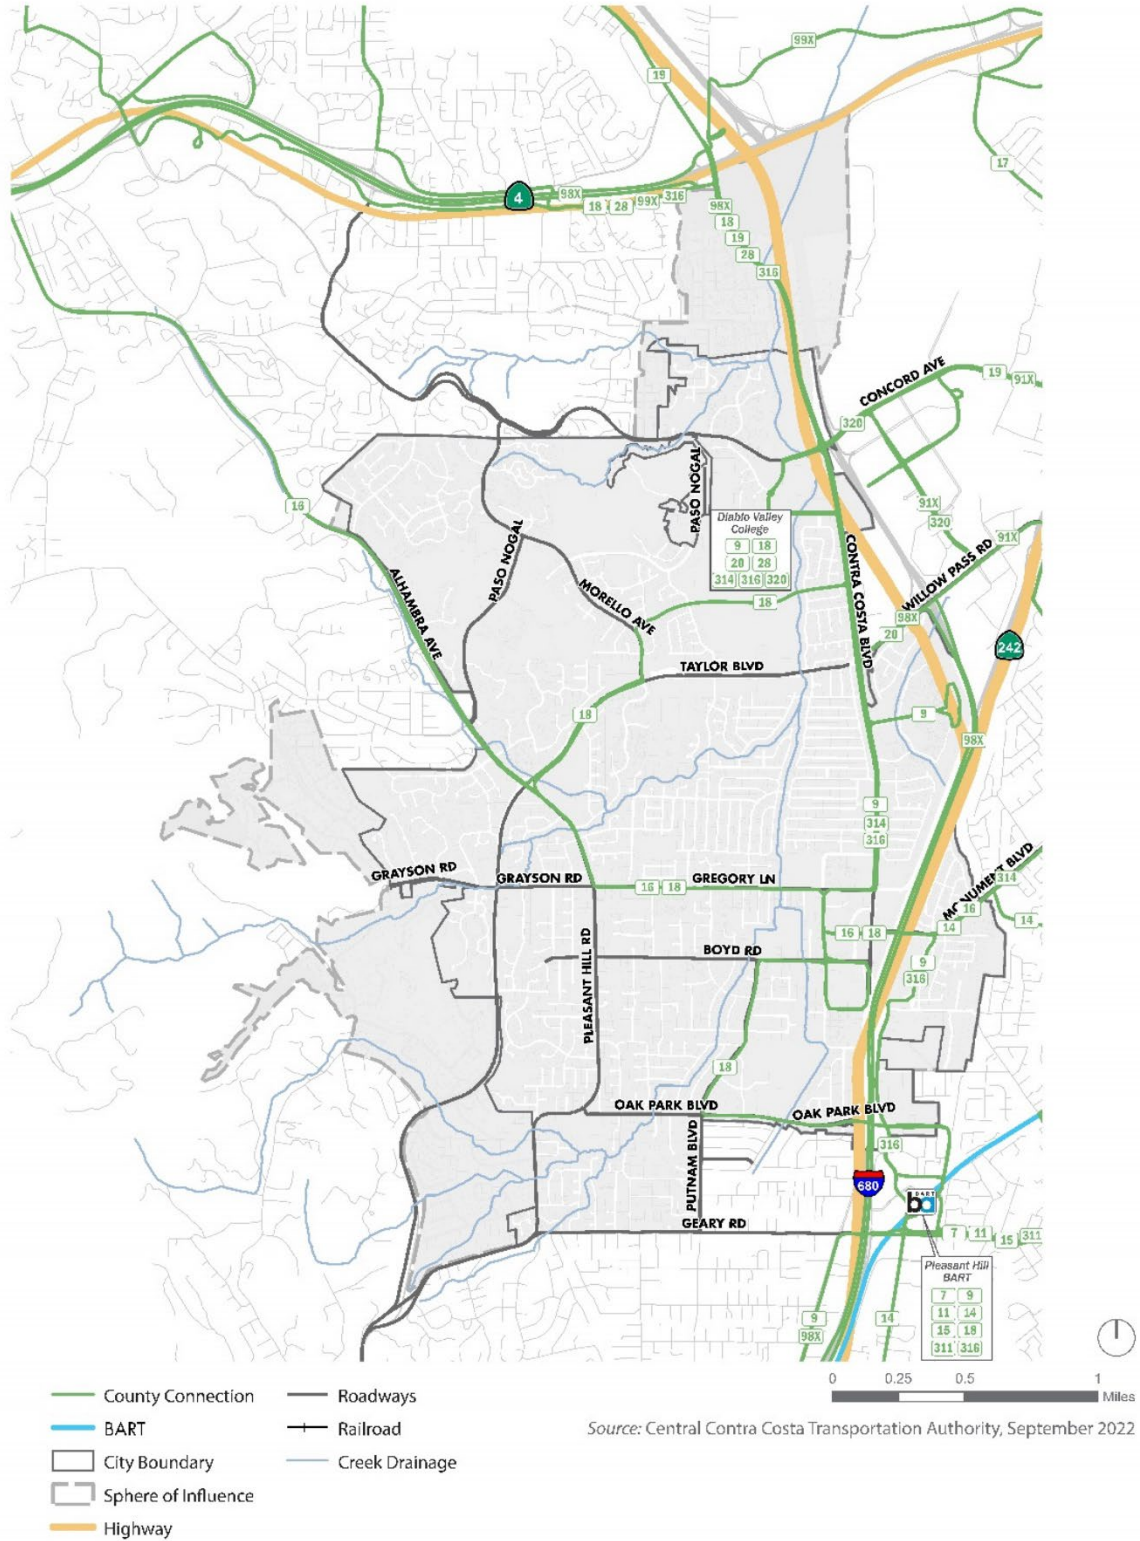 99X
19
17
4
98X
18 28 99X 316
98X
18
19
28
316
CONCORD AVE
19
91X
320
16
PASO NOGAL
Diablo Valley
College
9 18
20 28
314 316 320
91X
320
91X
WILLOW PASS RD
PASO NOGAL
ALHAMBRA AVE
MORELLO AVE
18
CONTRA COSTA BLVD
98X
20
242
TAYLOR BLVD
18
9
98X
9
314
316
GRAYSON RD
GRAYSON RD
16 18
GREGORY LN
MONUMENT BLVD
314
16
14
14
16 18
BOYD RD
9
316
PLEASANT HILL RD
18
OAK PARK BLVD
OAK PARK BLVD
316
PUTNAM BLVD
680
BART
ba
GEARY RD
7 11 15 311
Pleasant Hill
BART
7 9
11 14
15 18
311 316
9
98X
14
0 0.25 0.5 1
Miles
County Connection
BART
City Boundary
Sphere of Influence
Highway
Roadways
Railroad
Creek Drainage
Source: Central Contra Costa Transportation Authority, September 2022